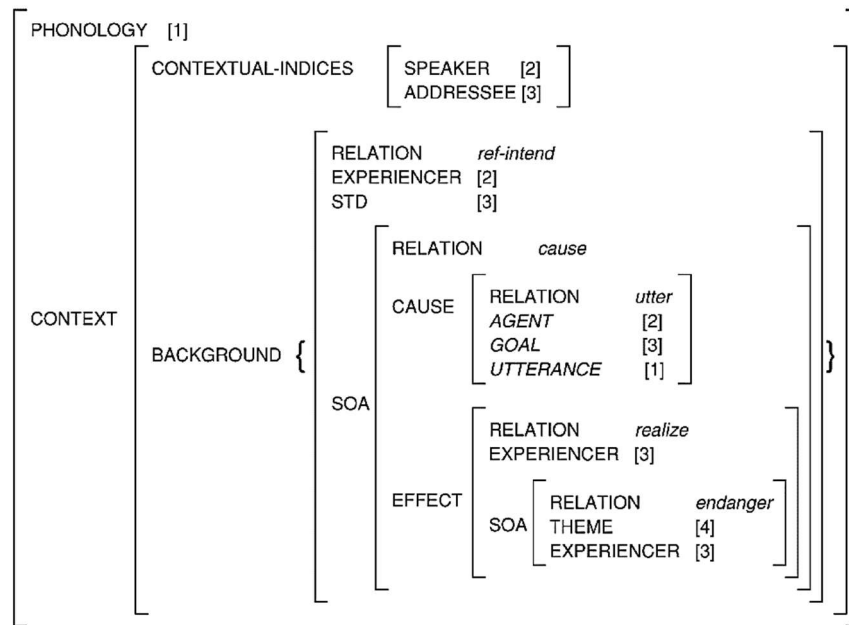 PHONOLOGY [1]
CONTEXTUAL-INDICES SPEAKER [2]
ADDRESSEE [3]
RELATION ref-intend
EXPERIENCER [2]
STD [3]
RELATION cause
RELATION utter
CAUSE AGENT [2]
CONTEXT GOAL [3]
BACKGROUND { UTTERANCE [1] }
SOA
RELATION realize
EXPERIENCER [3]
EFFECT RELATION endanger
SOA THEME [4]
EXPERIENCER [3]